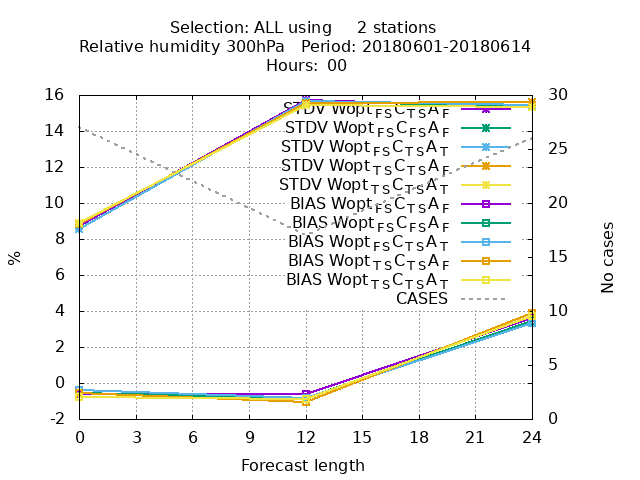 Selection: ALL using     2 stations
Relative humidity 300hPa   Period: 20180601-20180614
Hours:  00
16 30
14 25
12 20
10 15
8 10
6 5
4 0
2
0
-2
%
No cases
STDV Wopt FS C TS A F
STDV Wopt FS C FS A F
STDV Wopt FS C TS A T
STDV Wopt TS C TS A F
STDV Wopt TS C TS A T
BIAS Wopt FS C TS A F
BIAS Wopt FS C FS A F
BIAS Wopt FS C TS A T
BIAS Wopt TS C TS A F
BIAS Wopt TS C TS A T
CASES
0 3 6 9 12 15 18 21 24
Forecast length